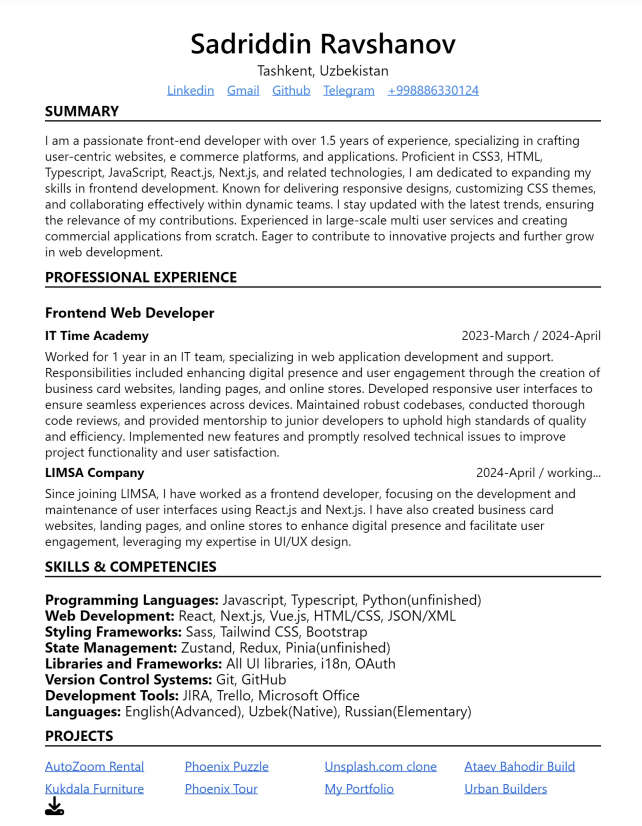 Sadriddin Ravshanov
Tashkent, Uzbekistan
Linkedin Gmail Github Telegram +998886330124
SUMMARY
I am a passionate front-end developer with over 1.5 years of experience, specializing in crafting
user-centric websites, e commerce platforms, and applications. Proficient in CSS3, HTML,
Typescript, JavaScript, React.js, Next.js, and related technologies, I am dedicated to expanding my
skills in frontend development. Known for delivering responsive designs, customizing CSS themes,
and collaborating effectively within dynamic teams. I stay updated with the latest trends, ensuring
the relevance of my contributions. Experienced in large-scale multi user services and creating
commercial applications from scratch. Eager to contribute to innovative projects and further grow
in web development.
PROFESSIONAL EXPERIENCE
Frontend Web Developer
IT Time Academy 2023-March / 2024-April
Worked for 1 year in an IT team, specializing in web application development and support.
Responsibilities included enhancing digital presence and user engagement through the creation of
business card websites, landing pages, and online stores. Developed responsive user interfaces to
ensure seamless experiences across devices. Maintained robust codebases, conducted thorough
code reviews, and provided mentorship to junior developers to uphold high standards of quality
and efficiency. Implemented new features and promptly resolved technical issues to improve
project functionality and user satisfaction.
LIMSA Company 2024-April / working...
Since joining LIMSA, I have worked as a frontend developer, focusing on the development and
maintenance of user interfaces using React.js and Next.js. I have also created business card
websites, landing pages, and online stores to enhance digital presence and facilitate user
engagement, leveraging my expertise in UI/UX design.
SKILLS & COMPETENCIES
Programming Languages: Javascript, Typescript, Python(unfinished)
Web Development: React, Next.js, Vue.js, HTML/CSS, JSON/XML
Styling Frameworks: Sass, Tailwind CSS, Bootstrap
State Management: Zustand, Redux, Pinia(unfinished)
Libraries and Frameworks: All UI libraries, i18n, OAuth
Version Control Systems: Git, GitHub
Development Tools: JIRA, Trello, Microsoft Office
Languages: English(Advanced), Uzbek(Native), Russian(Elementary)
PROJECTS
AutoZoom Rental Phoenix Puzzle Unsplash.com clone Ataev Bahodir Build
Kukdala Furniture Phoenix Tour My Portfolio Urban Builders